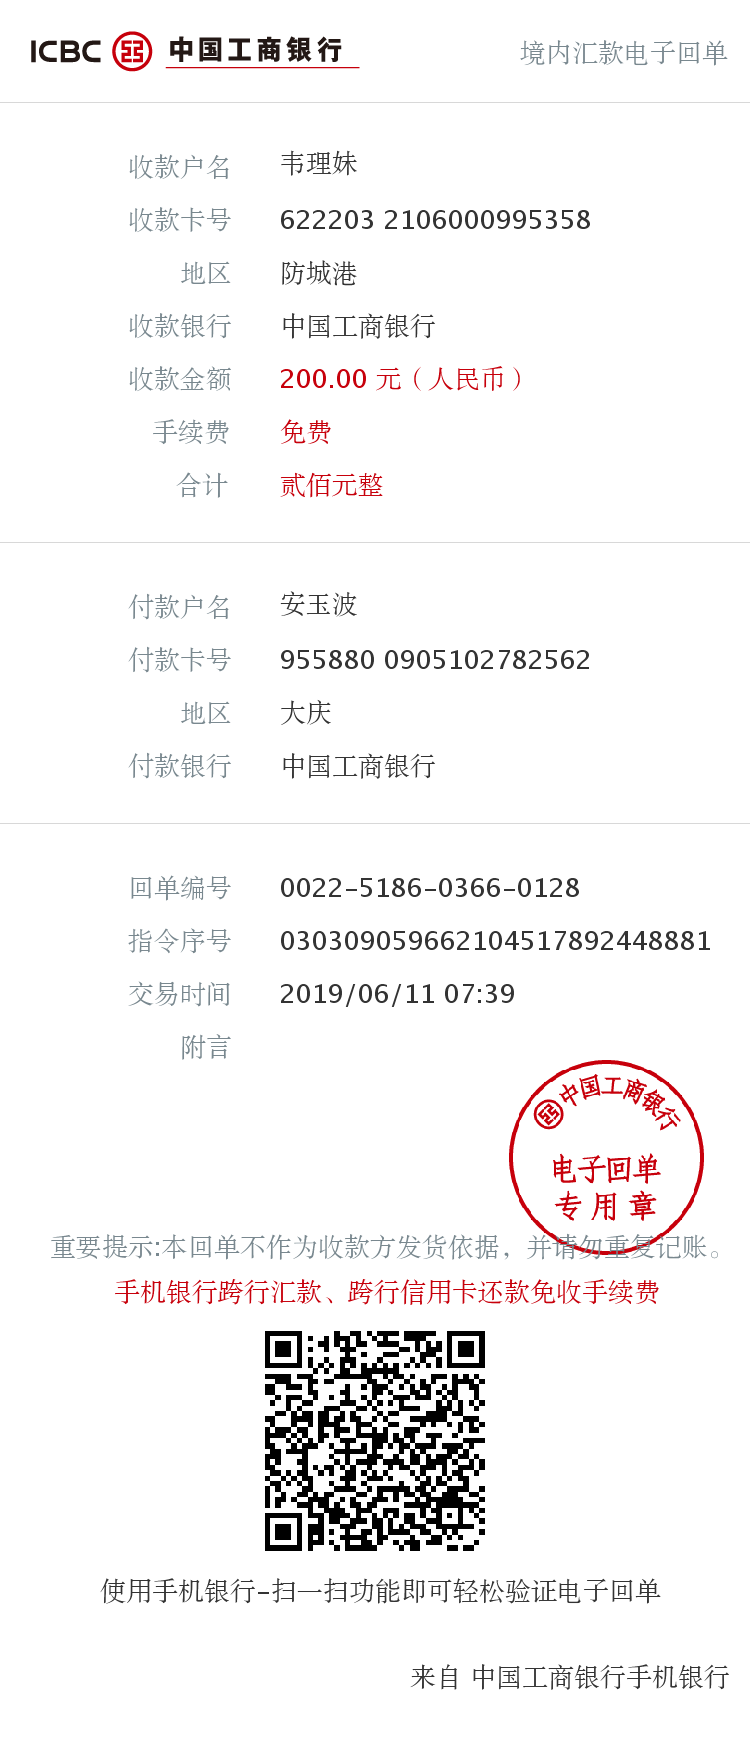 ICBC 中国工商银行 境内汇款电子回单
收款户名 韦理妹
收款卡号 622203 2106000995358
地区 防城港
收款银行 中国工商银行
收款金额 200.00 元（人民币）
手续费 免费
合计 贰佰元整
付款户名 安玉波
付款卡号 955880 0905102782562
地区 大庆
付款银行 中国工商银行
回单编号 0022-5186-0366-0128
指令序号 030309059662104517892448881
交易时间 2019/06/11 07:39
附言
中国工商银行
电子回单
专用章
重要提示:本回单不作为收款方发货依据，并请勿重复记账。
手机银行跨行汇款、跨行信用卡还款免收手续费
使用手机银行-扫一扫功能即可轻松验证电子回单
来自 中国工商银行手机银行